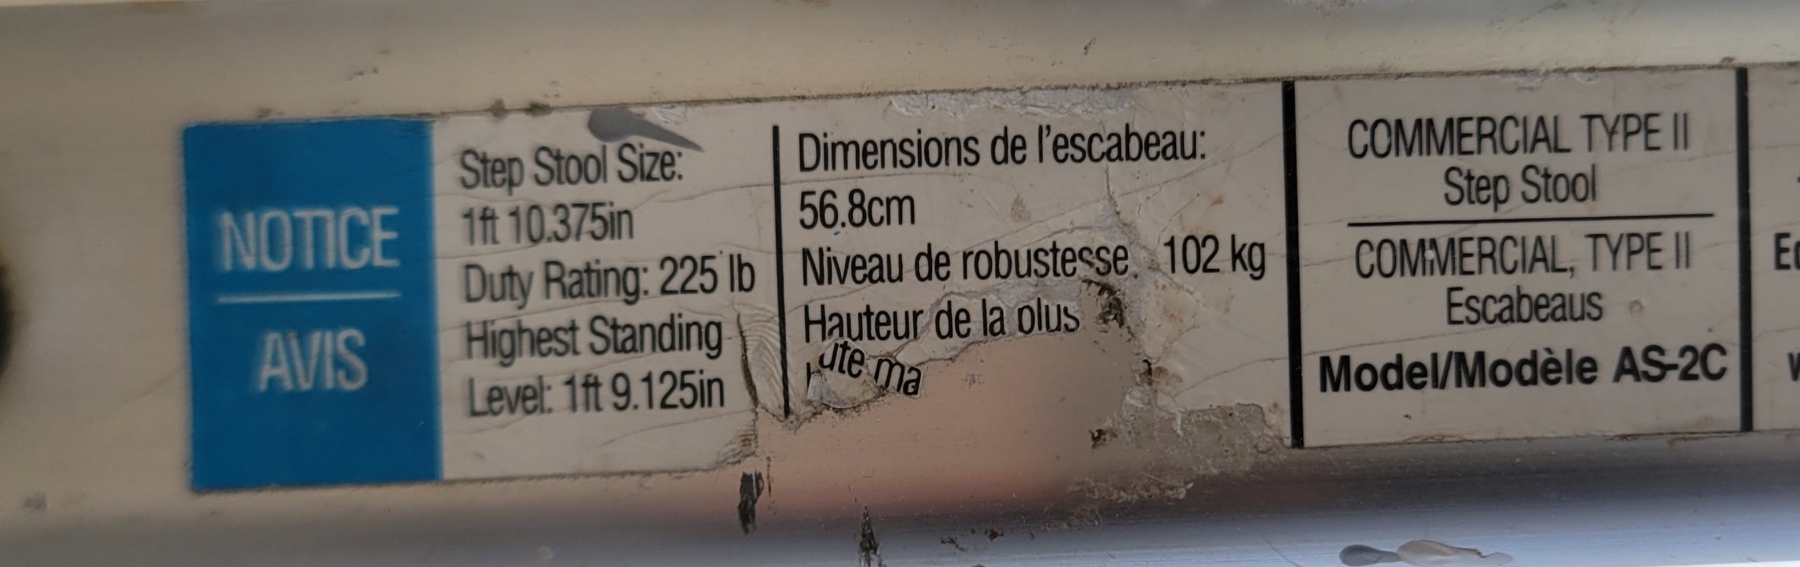 NOTICE
AVIS
Step Stool Size:
1ft 10.375in
Duty Rating: 225 lb
Highest Standing
Level: 1ft 9.125in
Dimensions de l'escabeau:
56.8cm
Niveau de robustesse. 102 kg
Hauteur de la plus
ute ma
COMMERCIAL TYPE II
Step Stool
COMMERCIAL, TYPE II
Escabeaus
Model/Modèle AS-2C